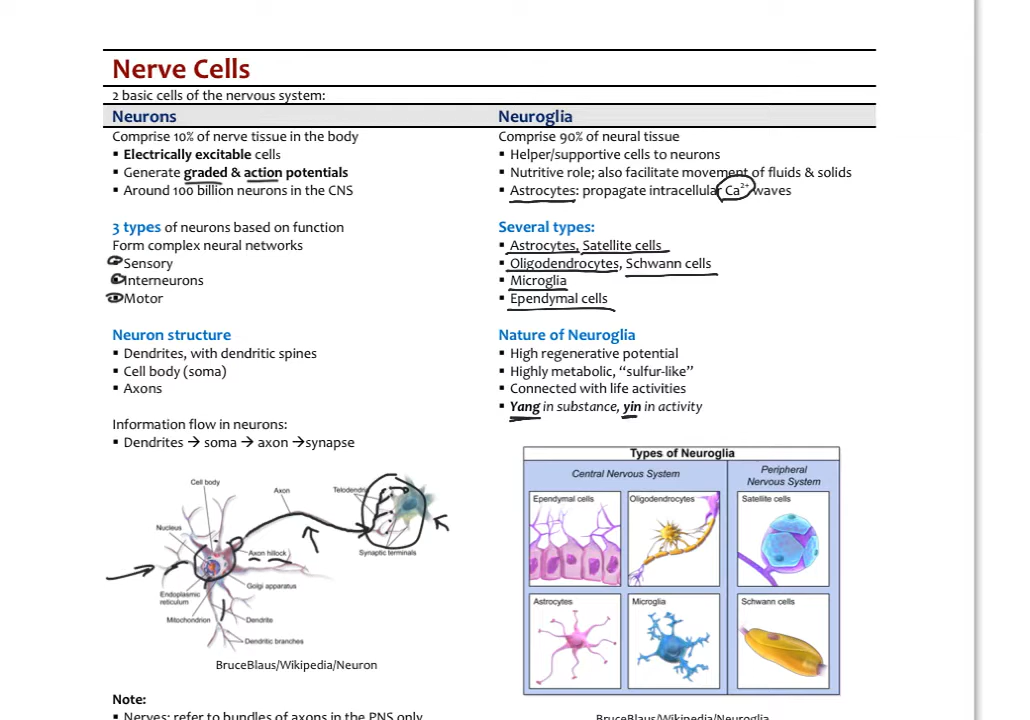 Nerve Cells
2 basic cells of the nervous system:
Neurons
Comprise 10% of nerve tissue in the body
▪ Electrically excitable cells
▪ Generate graded & action potentials
▪ Around 100 billion neurons in the CNS
3 types of neurons based on function
Form complex neural networks
Sensory
Interneurons
Motor
Neuron structure
▪ Dendrites, with dendritic spines
▪ Cell body (soma)
▪ Axons
Information flow in neurons:
▪ Dendrites → soma → axon →synapse
Cell body
Axon
Telodendria
Nucleus
Axon hillock
Synaptic terminals
Golgi apparatus
Endoplasmic
reticulum
Mitochondrion
Dendrite
Dendritic branches
BruceBlaus/Wikipedia/Neuron
Note:
▪ Nerves: refer to bundles of axons in the PNS only
Neuroglia
Comprise 90% of neural tissue
▪ Helper/supportive cells to neurons
▪ Nutritive role; also facilitate movement of fluids & solids
▪ Astrocytes: propagate intracellular Ca²⁺ waves
Several types:
▪ Astrocytes, Satellite cells
▪ Oligodendrocytes, Schwann cells
▪ Microglia
▪ Ependymal cells
Nature of Neuroglia
▪ High regenerative potential
▪ Highly metabolic, “sulfur-like”
▪ Connected with life activities
▪ Yang in substance, yin in activity
Types of Neuroglia
Central Nervous System
Peripheral
Nervous System
Ependymal cells
Oligodendrocytes
Satellite cells
Astrocytes
Microglia
Schwann cells
BruceBlaus/Wikipedia/Neuroglia